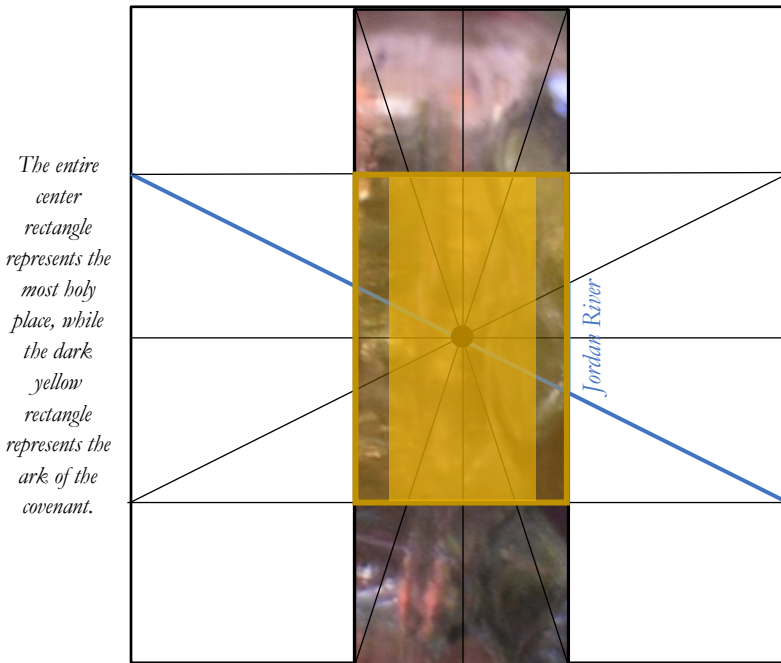 The entire
center
rectangle
represents the
most holy
place, while
the dark
yellow
rectangle
represents the
ark of the
covenant.
Jordan River